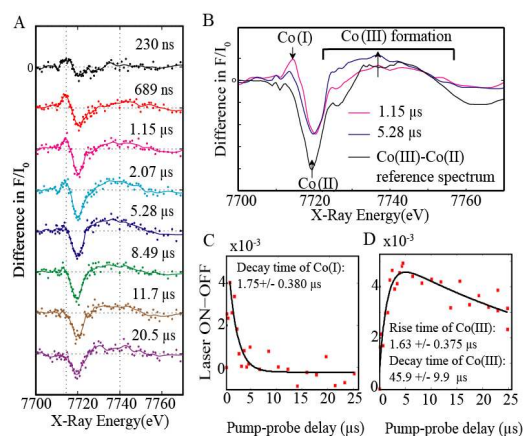 A
230 ns
0
689 ns
1.15 µs
2.07 µs
5.28 µs
8.49 µs
11.7 µs
20.5 µs
Difference in F/I0
7700 7720 7740 7760
X-Ray Energy(eV)
B
Co(I)
Co(III) formation
0
Difference in F/I0
1.15 µs
5.28 µs
Co(III)-Co(II)
reference spectrum
Co(II)
7700 7720 7740 7760
X-Ray Energy(eV)
C
x10-3
Decay time of Co(I):
1.75+/- 0.380 µs
4
2
0
Laser ON−OFF
0 5 10 15 20 25
Pump-probe delay (µs)
D
x10-3
4
2
0
Rise time of Co(III):
1.63 +/- 0.375 µs
Decay time of Co(III):
45.9 +/- 9.9 µs
0 5 10 15 20 25
Pump-probe delay [µs)